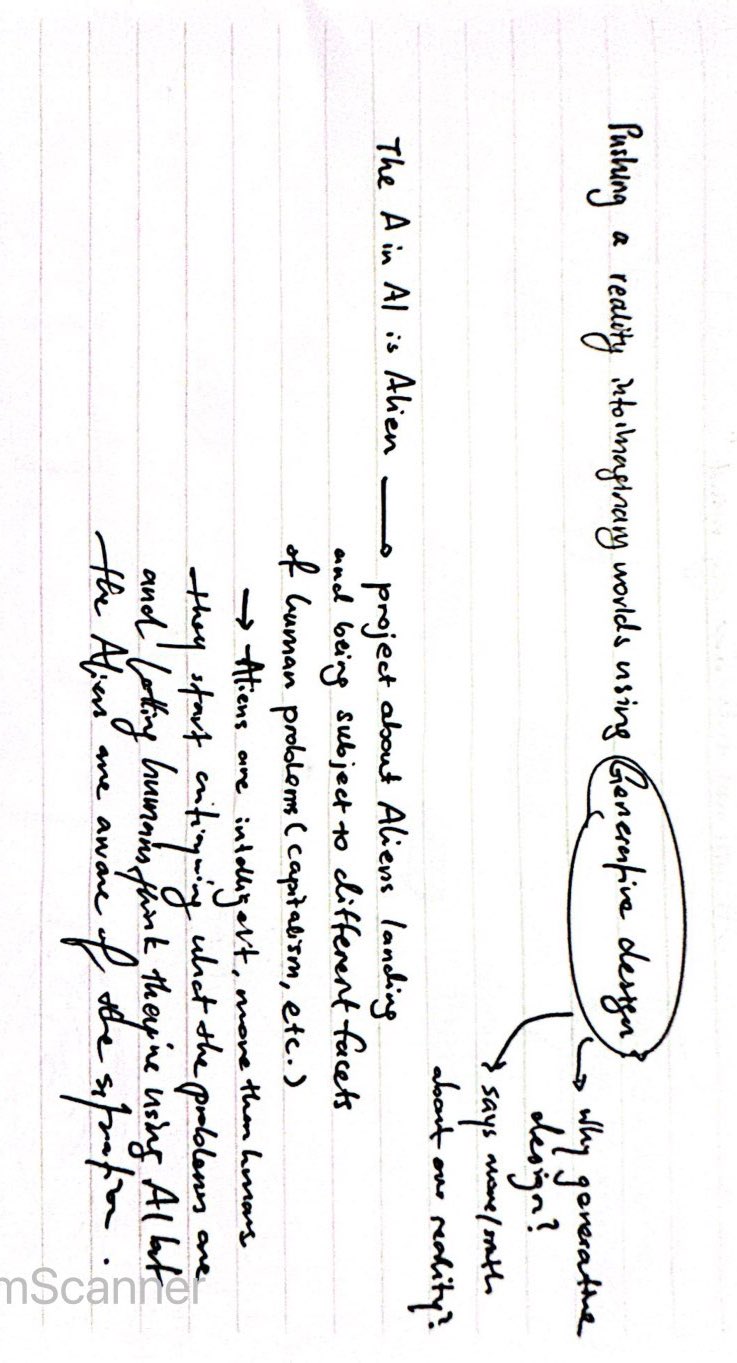 Pushing a reality into imaginary worlds using Generative design
→ why generative
design?
→ says more/smth
about our reality?
The A in AI is Alien → project about Aliens landing
and being subject to different facets
of human problems (capitalism, etc.)
→ Aliens are intelligent, more than humans
they start critiquing what the problems are
and letting humans think they're using AI but
the Aliens are aware of the situation.
mScanner